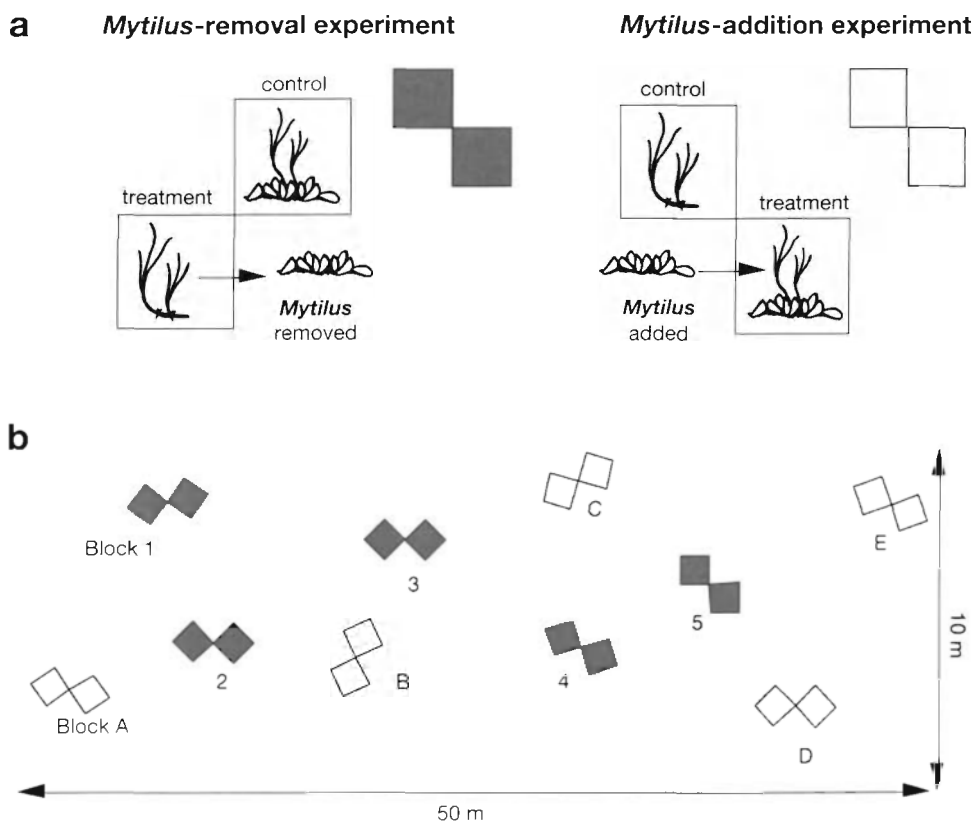 a
Mytilus-removal experiment
Mytilus-addition experiment
control
treatment
Mytilus
removed
control
treatment
Mytilus
added
b
Block 1
3
C
E
5
2
B
4
Block A
D
10 m
50 m